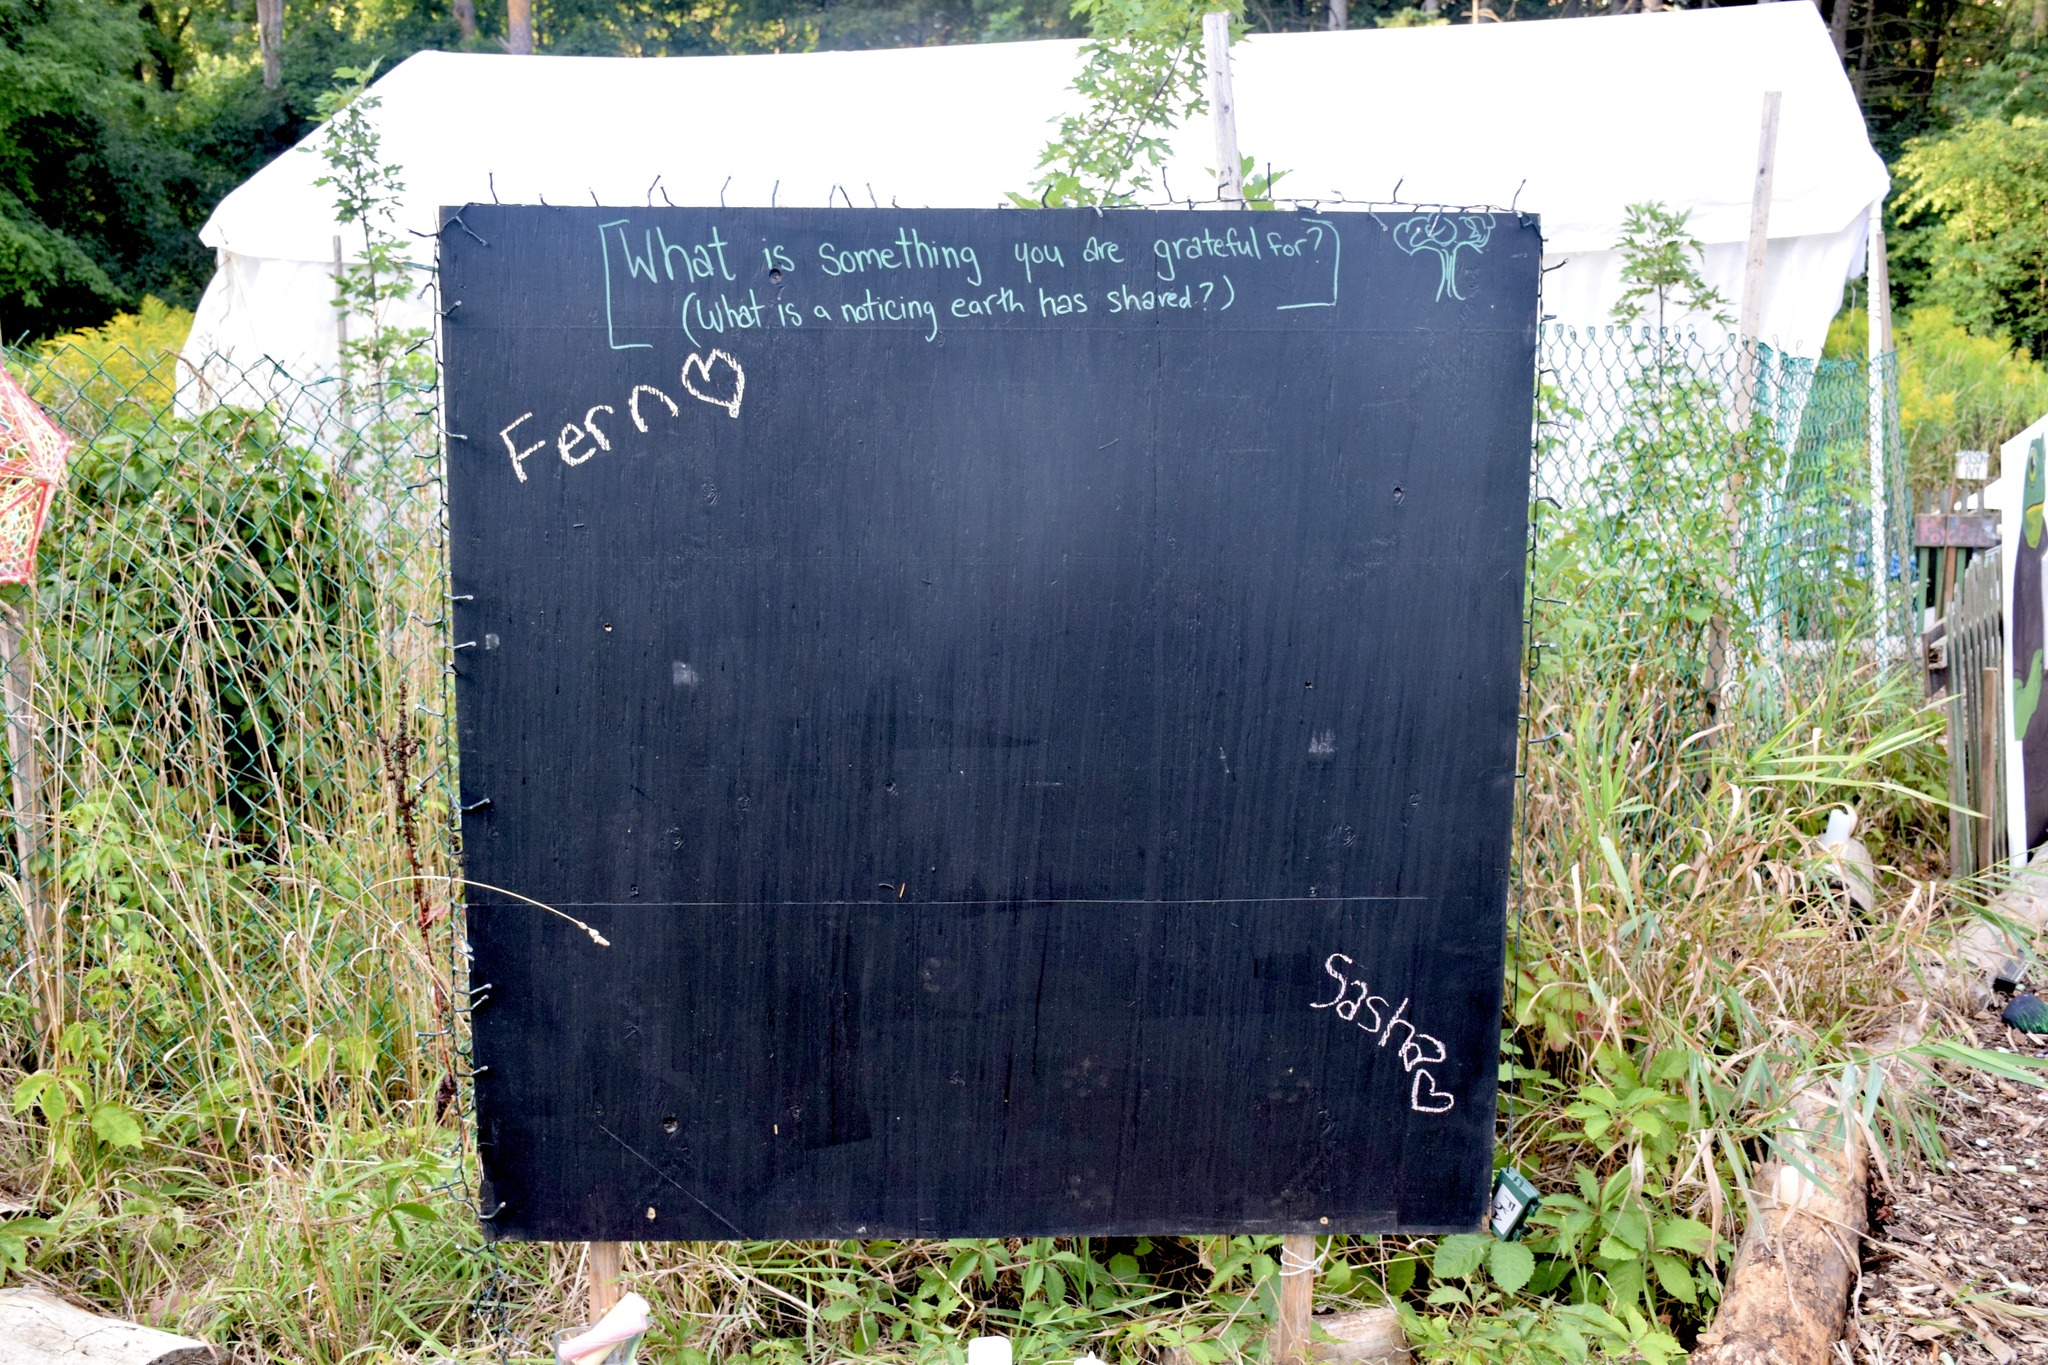 What is something you are grateful for?
(What is a noticing earth has shared?)
Fern
Sasha